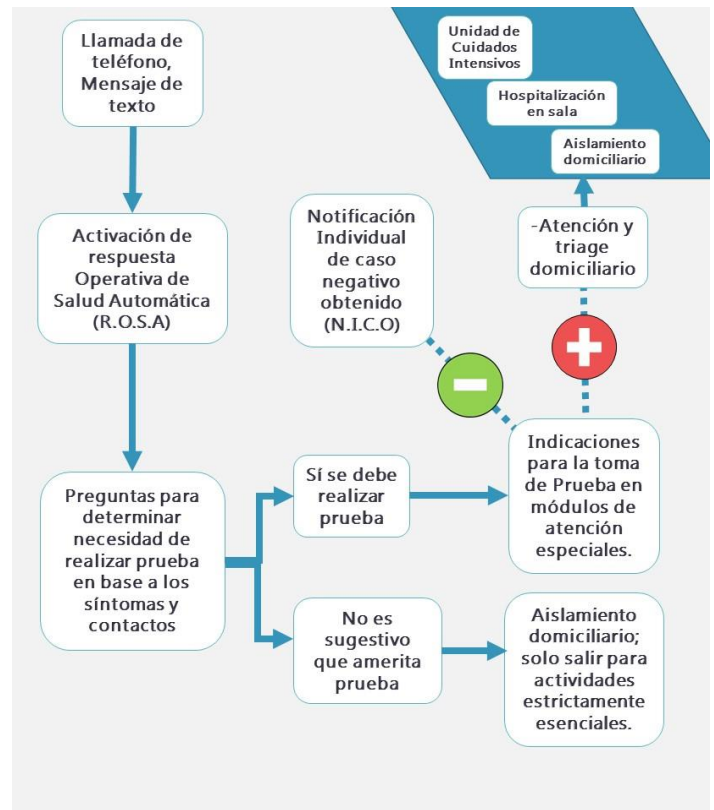 Llamada de
teléfono,
Mensaje de
texto
Unidad de
Cuidados
Intensivos
Hospitalización
en sala
Aislamiento
domiciliario
Activación de
respuesta
Operativa de
Salud Automática
(R.O.S.A)
Notificación
Individual
de caso
negativo
obtenido
(N.I.C.O)
-Atención y
triage
domiciliario
Preguntas para
determinar
necesidad de
realizar prueba
en base a los
síntomas y
contactos
Sí se debe
realizar
prueba
Indicaciones
para la toma
de Prueba en
módulos de
atención
especiales.
No es
sugestivo
que amerita
prueba
Aislamiento
domiciliario;
solo salir para
actividades
estrictamente
esenciales.